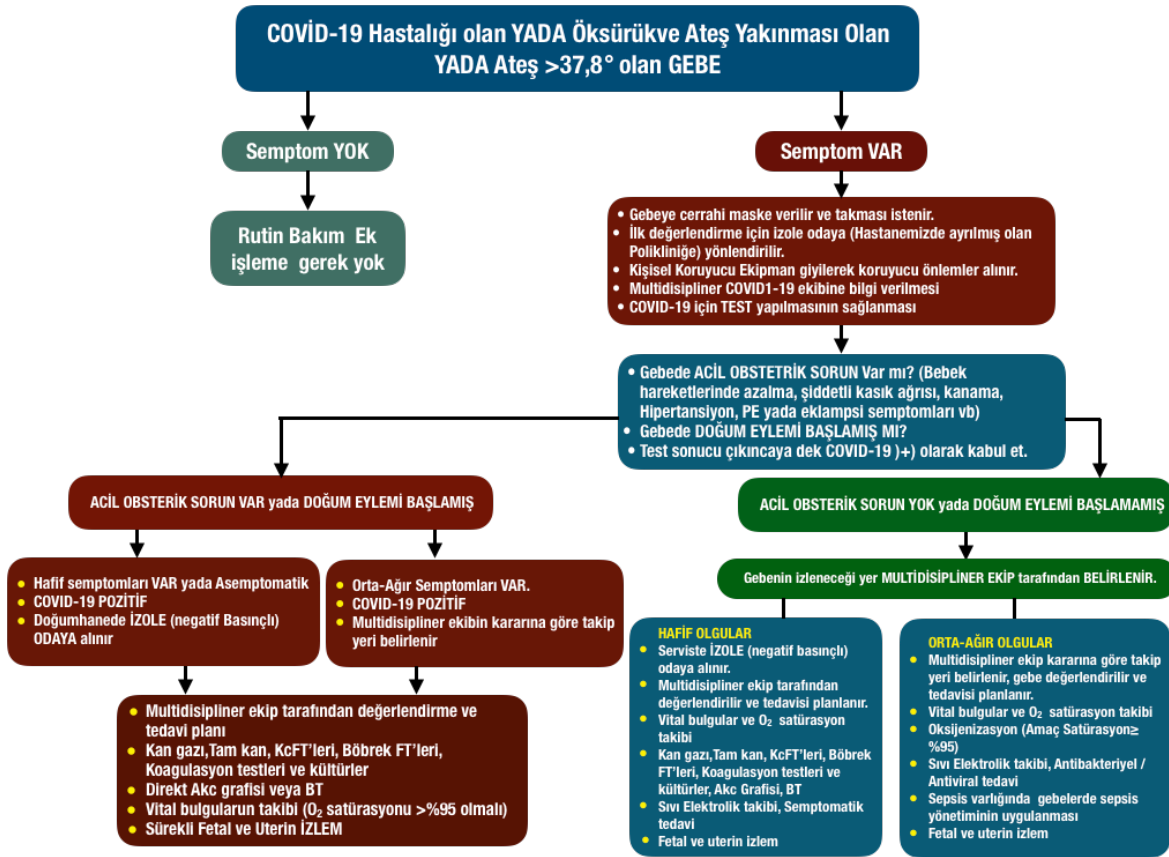 COVİD-19 Hastalığı olan YADA Öksürükve Ateş Yakınması Olan
YADA Ateş >37,8° olan GEBE
Semptom YOK
Semptom VAR
Rutin Bakım Ek
işleme gerek yok
• Gebeye cerrahi maske verilir ve takması istenir.
• İlk değerlendirme için izole odaya (Hastanemizde ayrılmış olan
Polikliniğe) yönlendirilir.
• Kişisel Koruyucu Ekipman giyilerek koruyucu önlemler alınır.
• Multidisipliner COVID1-19 ekibine bilgi verilmesi
• COVID-19 için TEST yapılmasının sağlanması
• Gebede ACİL OBSTETRİK SORUN Var mı? (Bebek
hareketlerinde azalma, şiddetli kasık ağrısı, kanama,
Hipertansiyon, PE yada eklampsi semptomları vb)
• Gebede DOĞUM EYLEMİ BAŞLAMIŞ MI?
• Test sonucu çıkıncaya dek COVID-19 )+) olarak kabul et.
ACİL OBSTERİK SORUN VAR yada DOĞUM EYLEMİ BAŞLAMIŞ
ACİL OBSTERİK SORUN YOK yada DOĞUM EYLEMİ BAŞLAMAMIŞ
• Hafif semptomları VAR yada Asemptomatik
• COVID-19 POZİTİF
• Doğumhanede İZOLE (negatif Basınçlı)
ODAYA alınır
• Orta-Ağır Semptomları VAR.
• COVID-19 POZİTİF
• Multidisipliner ekibin kararına göre takip
yeri belirlenir
Gebenin izleneceği yer MULTİDİSİPLİNER EKİP tarafından BELİRLENİR.
• Multidisipliner ekip tarafından değerlendirme ve
tedavi planı
• Kan gazı,Tam kan, KcFT'leri, Böbrek FT'leri,
Koagulasyon testleri ve kültürler
• Direkt Akc grafisi veya BT
• Vital bulguların takibi (O₂ satürasyonu >%95 olmalı)
• Sürekli Fetal ve Uterin İZLEM
HAFİF OLGULAR
• Serviste İZOLE (negatif basınçlı)
odaya alınır.
• Multidisipliner ekip tarafından
değerlendirilir ve tedavisi planlanır.
• Vital bulgular ve O₂ satürasyon
takibi
• Kan gazı,Tam kan, KcFT'leri, Böbrek
FT'leri, Koagulasyon testleri ve
kültürler, Akc Grafisi, BT
• Sıvı Elektrolik takibi, Semptomatik
tedavi
• Fetal ve uterin izlem
ORTA-AĞIR OLGULAR
• Multidisipliner ekip kararına göre takip
yeri belirlenir, gebe değerlendirilir ve
tedavisi planlanır.
• Vital bulgular ve O₂ satürasyon takibi
• Oksijenizasyon (Amaç Satürasyon≥
%95)
• Sıvı Elektrolik takibi, Antibakteriyel /
Antiviral tedavi
• Sepsis varlığında gebelerde sepsis
yönetiminin uygulanması
• Fetal ve uterin izlem